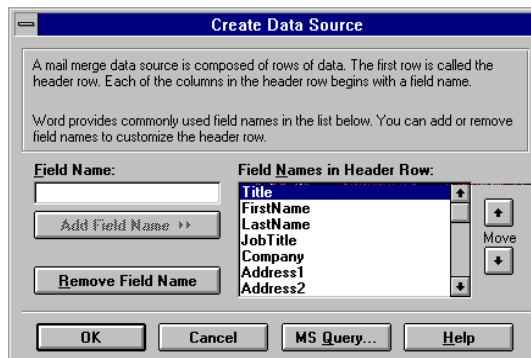 Create Data Source
A mail merge data source is composed of rows of data. The first row is called the
header row. Each of the columns in the header row begins with a field name.
Word provides commonly used field names in the list below. You can add or remove
field names to customize the header row.
Field Name:
Field Names in Header Row:
Title
FirstName
LastName
JobTitle
Company
Address1
Address2
Add Field Name >>
Remove Field Name
Move
OK
Cancel
MS Query...
Help